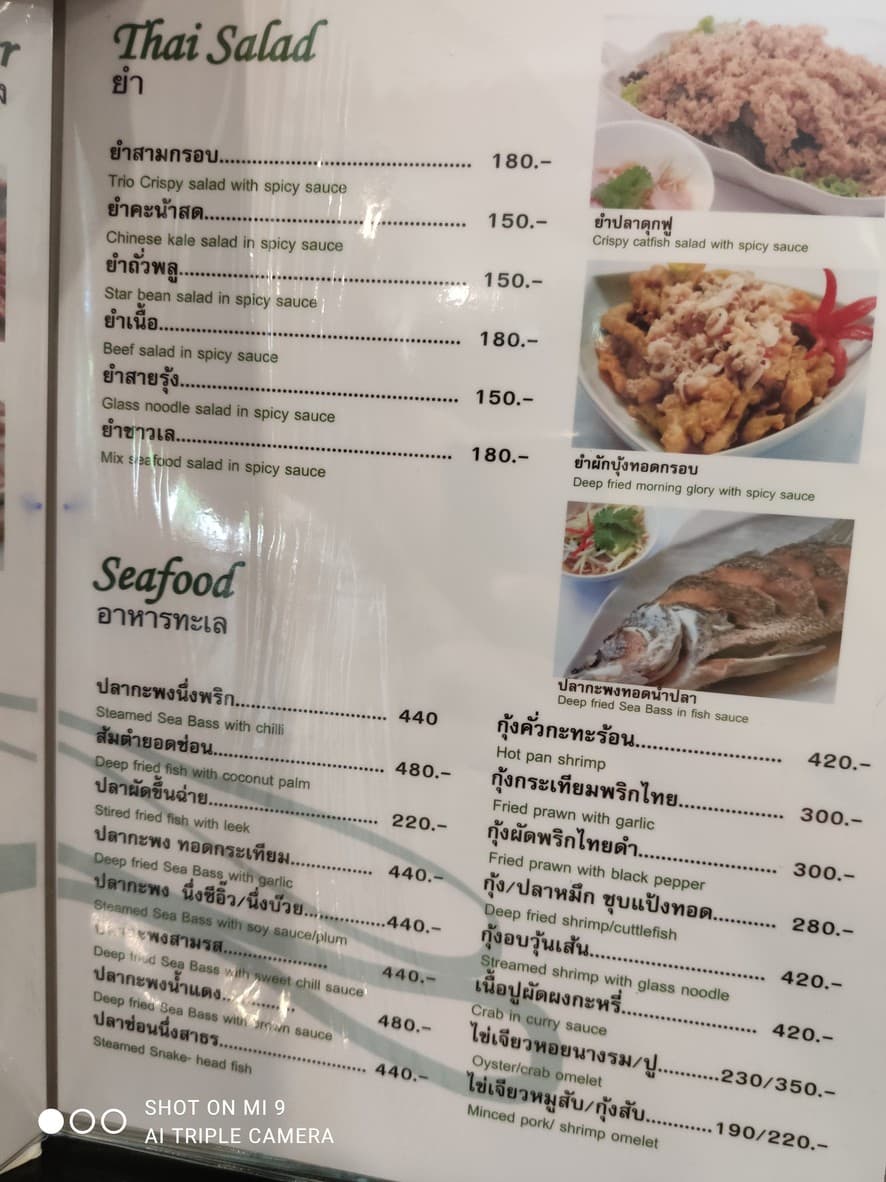 r
ง
Thai Salad
ยำ
ยำสามกรอบ 180.-
Trio Crispy salad with spicy sauce
ยำคะน้าสด 150.-
Chinese kale salad in spicy sauce
ยำถั่วพลู 150.-
Star bean salad in spicy sauce
ยำเนื้อ 180.-
Beef salad in spicy sauce
ยำสายรุ้ง 150.-
Glass noodle salad in spicy sauce
ยำชาวเล 180.-
Mix seafood salad in spicy sauce
ยำปลาดุกฟู
Crispy catfish salad with spicy sauce
ยำผักบุ้งทอดกรอบ
Deep fried morning glory with spicy sauce
ปลากะพงทอดน้ำปลา
Deep fried Sea Bass in fish sauce
Seafood
อาหารทะเล
ปลากะพงนึ่งพริก 440
Steamed Sea Bass with chilli
ส้มตำยอดซ่อน 480.-
Deep fried fish with coconut palm
ปลาผัดขึ้นฉ่าย 220.-
Stired fried fish with leek
ปลากะพง ทอดกระเทียม 440.-
Deep fried Sea Bass with garlic
ปลากะพง นึ่งซีอิ๊ว/นึ่งบ๊วย 440.-
Steamed Sea Bass with soy sauce/plum
ปลากะพงสามรส 440.-
Deep fried Sea Bass with sweet chill sauce
ปลากะพงน้ำแดง 480.-
Deep fried Sea Bass with brown sauce
ปลาช่อนนึ่งสาธร 440.-
Steamed Snake- head fish
กุ้งคั่วกะทะร้อน 420.-
Hot pan shrimp
กุ้งกระเทียมพริกไทย 300.-
Fried prawn with garlic
กุ้งผัดพริกไทยดำ 300.-
Fried prawn with black pepper
กุ้ง/ปลาหมึก ชุบแป้งทอด 280.-
Deep fried shrimp/cuttlefish
กุ้งอบวุ้นเส้น 420.-
Streamed shrimp with glass noodle
เนื้อปูผัดผงกะหรี่ 420.-
Crab in curry sauce
ไข่เจียวหอยนางรม/ปู 230/350.-
Oyster/crab omelet
ไข่เจียวหมูสับ/กุ้งสับ 190/220.-
Minced pork/ shrimp omelet
SHOT ON MI 9
AI TRIPLE CAMERA